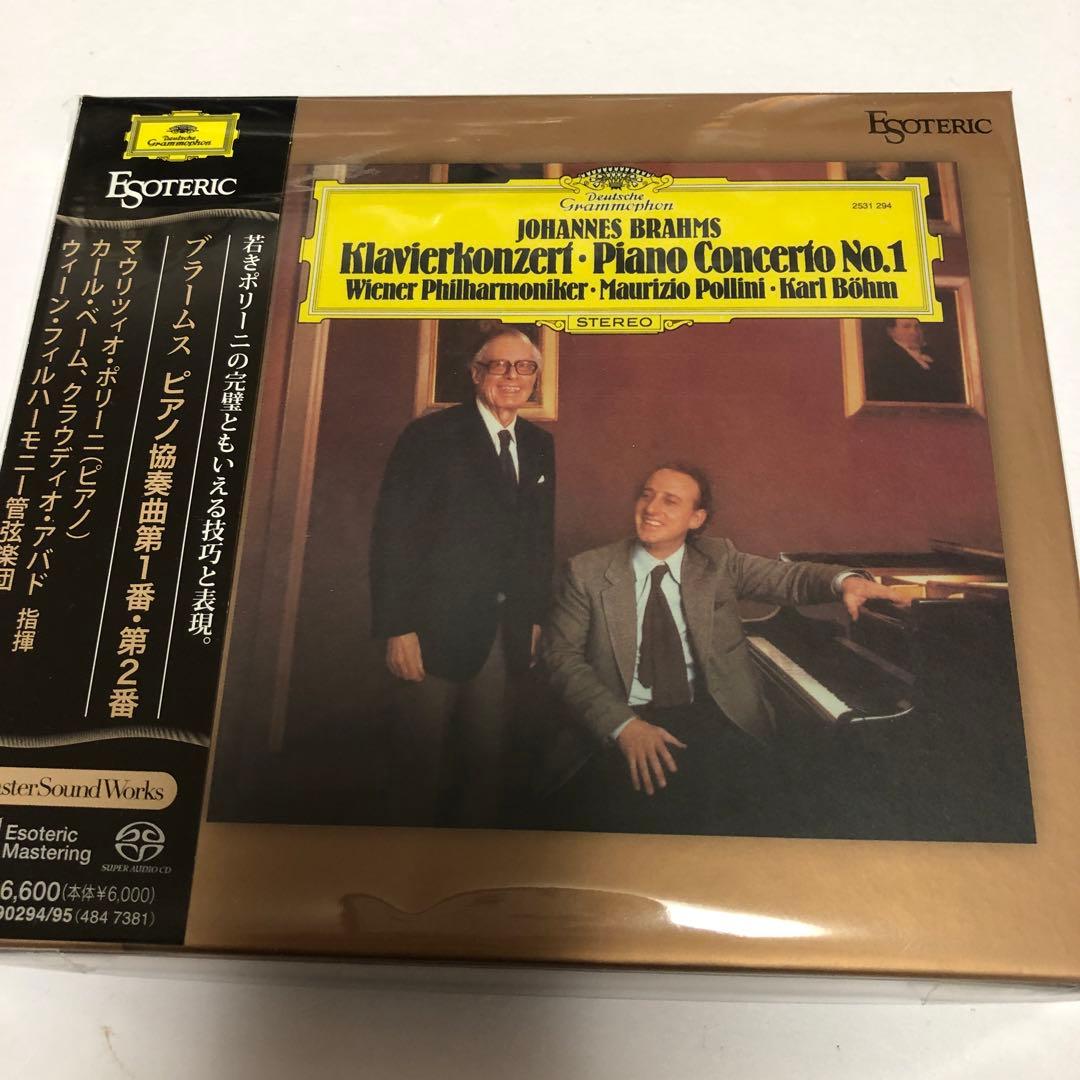 Deutsche
Grammophon
ESOTERIC
若きポリーニの完璧ともいえる技巧と表現。
ブラームス ピアノ協奏曲第1番・第2番
マウリツィオ・ポリーニ(ピアノ)
カール・ベーム、クラウディオ・アバド 指揮
ウィーン・フィルハーモニー管弦楽団
sterSound Works
Esoteric
Mastering
SUPER AUDIO CD
6,600(本体¥6,000)
90294/95(484 7381)
ESOTERIC
Deutsche
Grammophon
2531 294
JOHANNES BRAHMS
Klavierkonzert·Piano Concerto No.1
Wiener Philharmoniker·Maurizio Pollini·Karl Böhm
STEREO